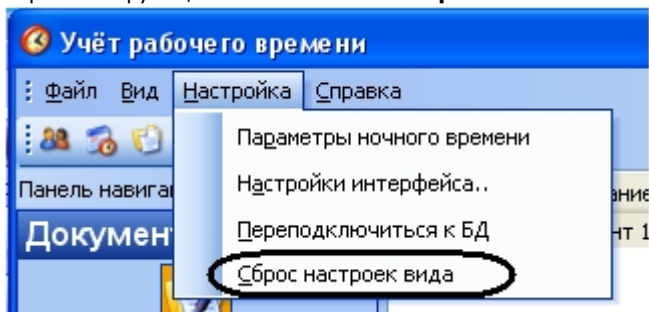 Учёт рабочего времени
Файл Вид Настройка Справка
Параметры ночного времени
Панель навига
Настройки интерфейса..
ание
Докумен
Переподключиться к БД
нт 1
Сброс настроек вида